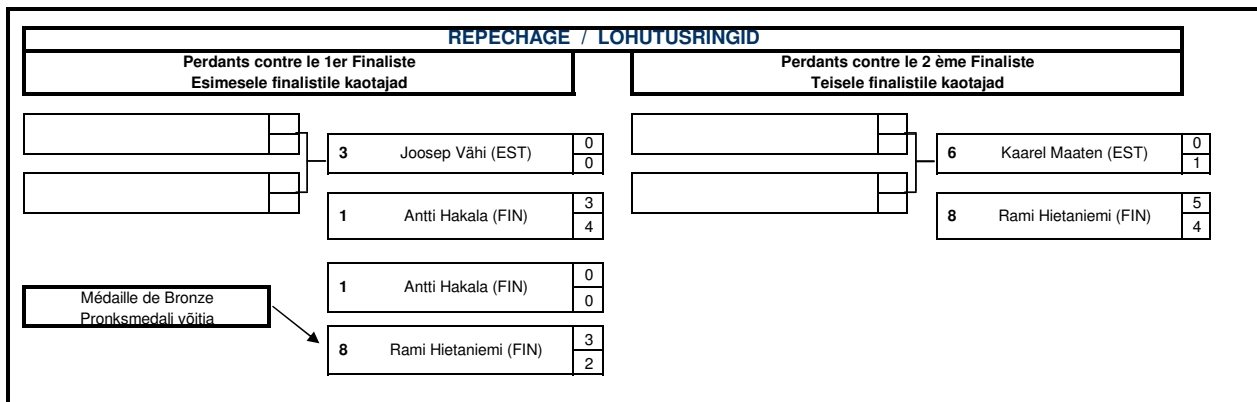 REPECHAGE / LOHUTUSRINGID
Perdants contre le 1er Finaliste
Esimesele finalistile kaotajad
Perdants contre le 2 ème Finaliste
Teisele finalistile kaotajad
3 Joosep Vähi (EST) 0
0
1 Antti Hakala (FIN) 3
4
6 Kaarel Maaten (EST) 0
1
8 Rami Hietaniemi (FIN) 5
4
1 Antti Hakala (FIN) 0
0
Médaille de Bronze
Pronksmedali võitja
8 Rami Hietaniemi (FIN) 3
2